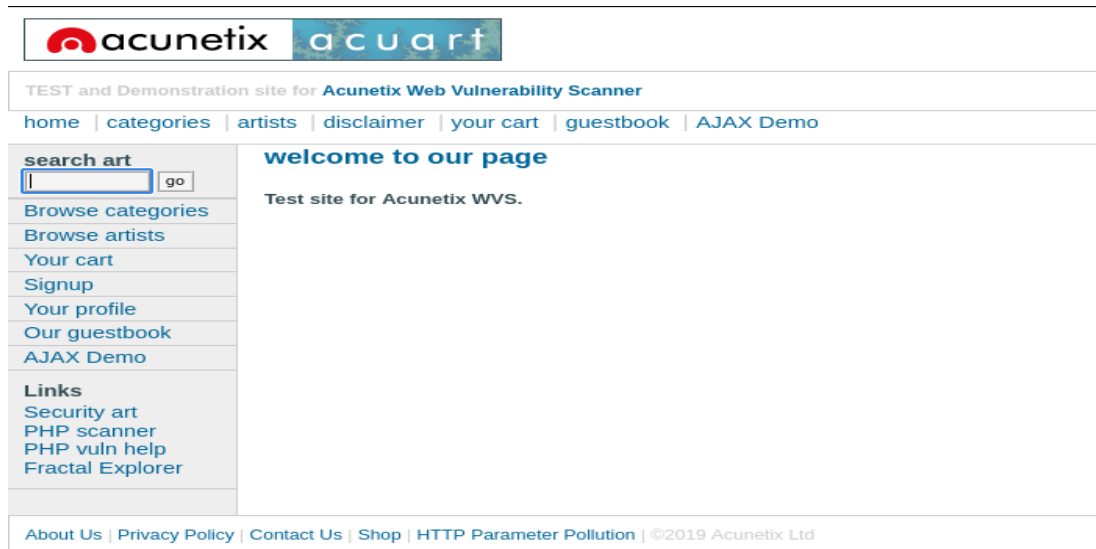 acunetix acuart
TEST and Demonstration site for Acunetix Web Vulnerability Scanner
home | categories | artists | disclaimer | your cart | guestbook | AJAX Demo
search art
go
Browse categories
Browse artists
Your cart
Signup
Your profile
Our guestbook
AJAX Demo
Links
Security art
PHP scanner
PHP vuln help
Fractal Explorer
welcome to our page
Test site for Acunetix WVS.
About Us | Privacy Policy | Contact Us | Shop | HTTP Parameter Pollution | ©2019 Acunetix Ltd